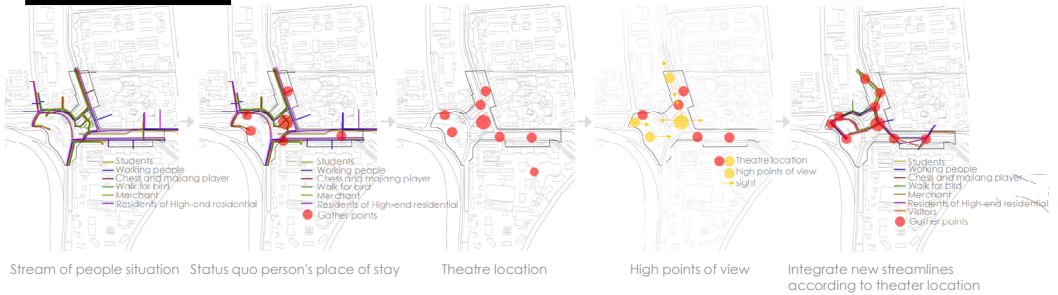 Students
Working people
Chess and majiang player
Walk for bird
Merchant
Residents of High-end residential
Students
Working people
Chess and majiang player
Walk for bird
Merchant
Residents of High-end residential
Gather points
Theatre location
high points of view
sight
Students
Working people
Chess and majiang player
Walk for bird
Merchant
Residents of High-end residential
Visitors
Gather points
Stream of people situation
Status quo person's place of stay
Theatre location
High points of view
Integrate new streamlines
according to theater location